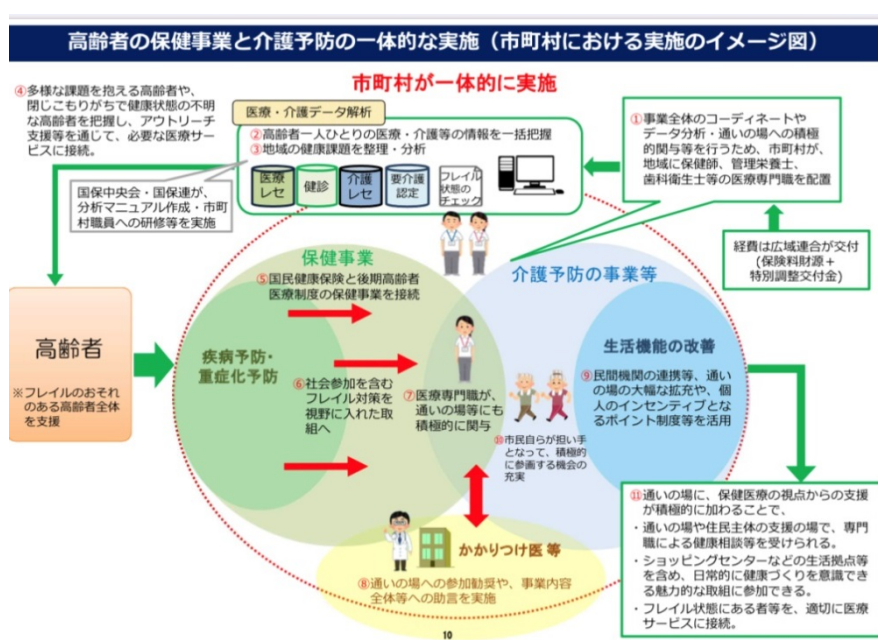 高齢者の保健事業と介護予防の一体的な実施（市町村における実施のイメージ図）
市町村が一体的に実施
④多様な課題を抱える高齢者や、
閉じこもりがちで健康状態の不明
な高齢者を把握し、アウトリーチ
支援等を通じて、必要な医療サー
ビスに接続。
医療・介護データ解析
②高齢者一人ひとりの医療・介護等の情報を一括把握
③地域の健康課題を整理・分析
医療
レセ
健診
介護
レセ
要介護
認定
フレイル
状態の
チェック
①事業全体のコーディネートや
データ分析・通いの場への積極
的関与等を行うため、市町村が、
地域に保健師、管理栄養士、
歯科衛生士等の医療専門職を配置
国保中央会・国保連が、
分析マニュアル作成・市町
村職員への研修等を実施
経費は広域連合が交付
(保険料財源＋
特別調整交付金)
高齢者
※フレイルのおそれ
のある高齢者全体
を支援
保健事業
⑤国民健康保険と後期高齢者
医療制度の保健事業を接続
疾病予防・
重症化予防
⑥社会参加を含む
フレイル対策を
視野に入れた取
組へ
⑦医療専門職が、
通いの場等にも
積極的に関与
介護予防の事業等
生活機能の改善
⑨民間機関の連携等、通い
の場の大幅な拡充や、個
人のインセンティブとな
るポイント制度等を活用
⑩市民自らが担い手
となって、積極的
に参画する機会の
充実
かかりつけ医 等
⑧通いの場への参加勧奨や、事業内容
全体等への助言を実施
⑪通いの場に、保健医療の視点からの支援
が積極的に加わることで、
・通いの場や住民主体の支援の場で、専門
職による健康相談等を受けられる。
・ショッピングセンターなどの生活拠点等
を含め、日常的に健康づくりを意識でき
る魅力的な取組に参加できる。
・フレイル状態にある者等を、適切に医療
サービスに接続。
10